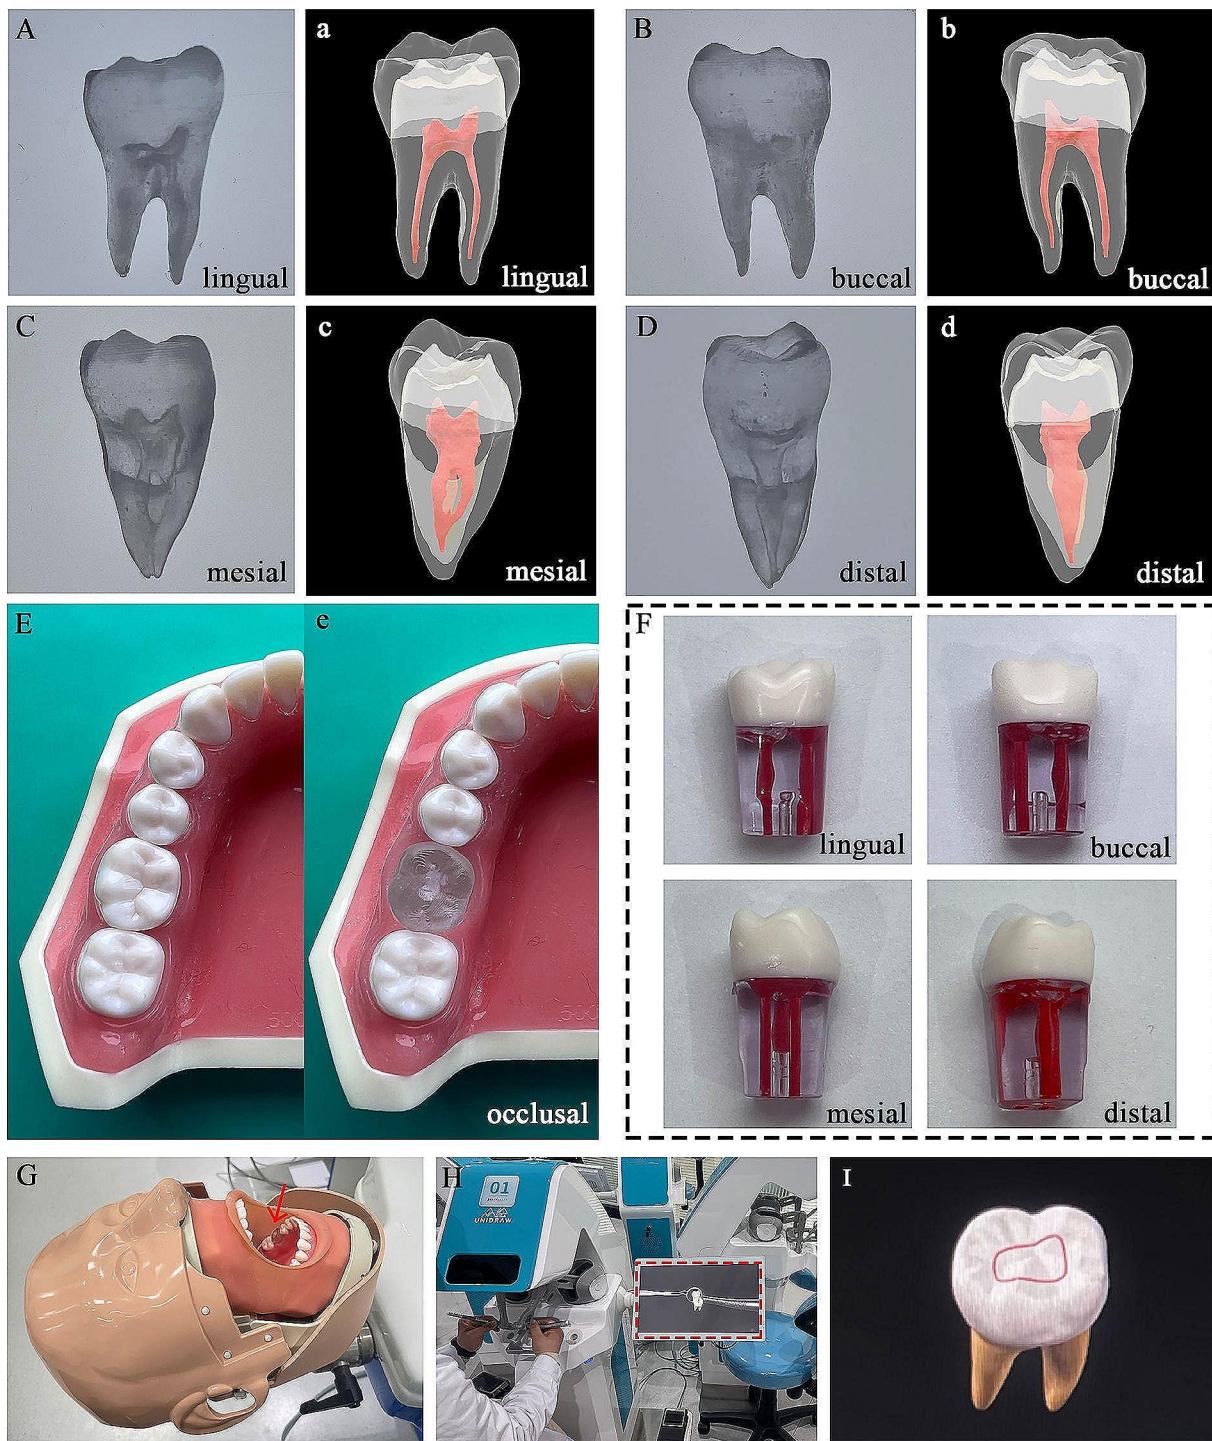 A
lingual
a
lingual
B
buccal
b
buccal
C
mesial
c
mesial
D
distal
d
distal
E
e
occlusal
F
lingual
buccal
mesial
distal
G
H
01
UNIDRAW
I